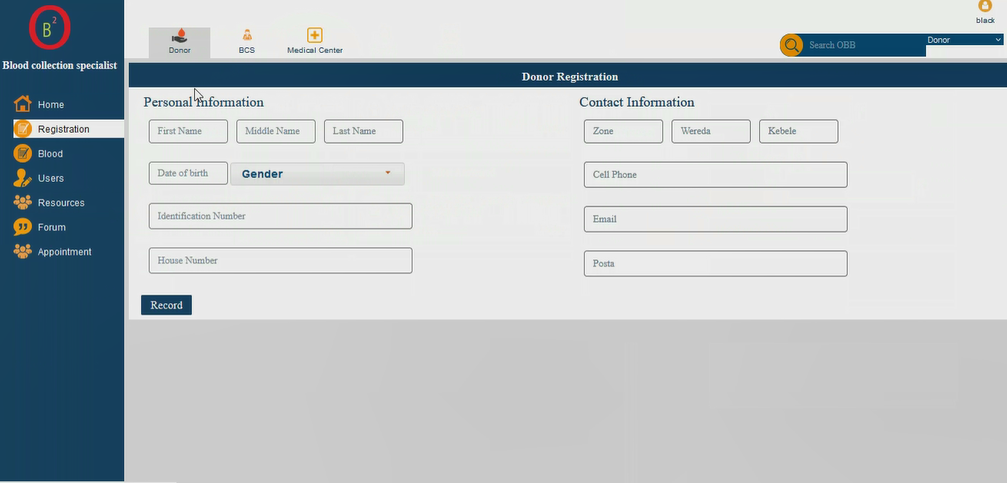 O
B 2
Blood collection specialist
Home
Registration
Blood
Users
Resources
Forum
Appointment
black
Donor
BCS
Medical Center
Search OBB
Donor
Donor Registration
Personal Information
First Name
Middle Name
Last Name
Date of birth
Gender
Identification Number
House Number
Record
Contact Information
Zone
Wereda
Kebele
Cell Phone
Email
Posta